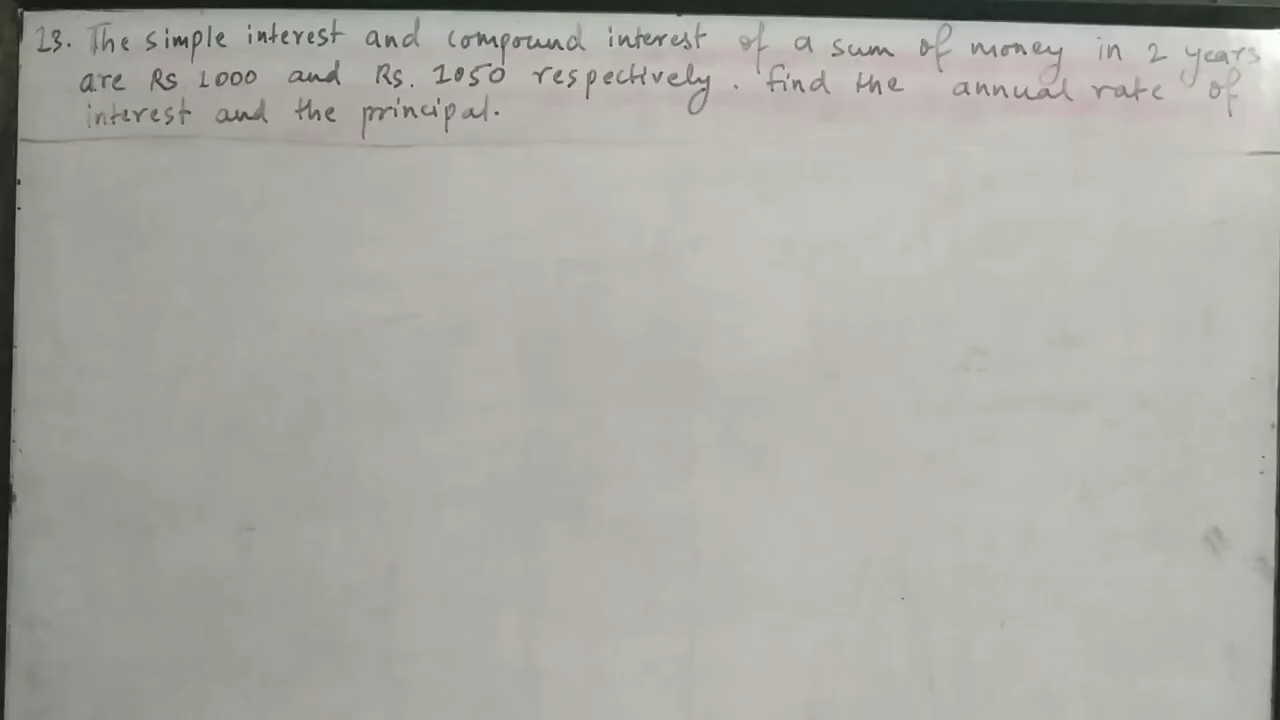 13. The simple interest and compound interest of a sum of money in 2 years
are Rs 1000 and Rs. 1050 respectively. find the annual rate of
interest and the principal.